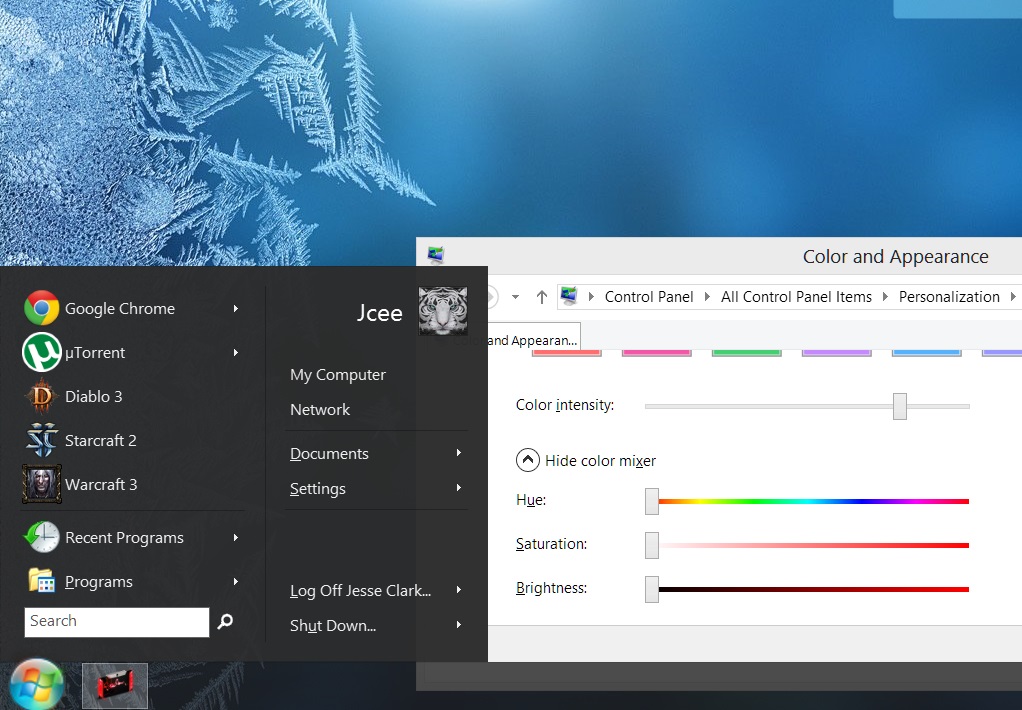 Color and Appearance
Control Panel
All Control Panel Items
Personalization
Color and Appearan...
Color intensity:
Hide color mixer
Hue:
Saturation:
Brightness:
Jcee
Google Chrome
µTorrent
Diablo 3
Starcraft 2
Warcraft 3
Recent Programs
Programs
Search
My Computer
Network
Documents
Settings
Log Off Jesse Clark...
Shut Down...